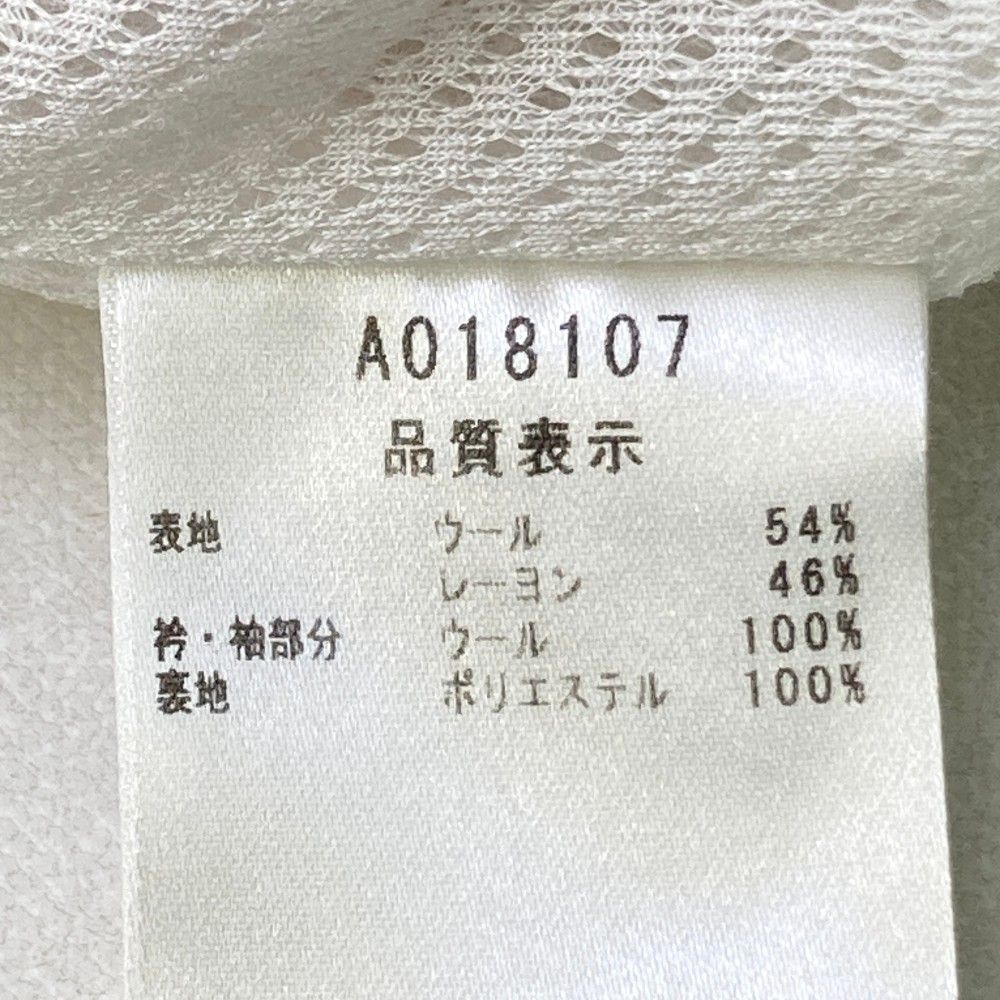 A018107
品質表示
表地 ウール 54%
レーヨン 46%
衿・袖部分 ウール 100%
裏地 ポリエステル 100%